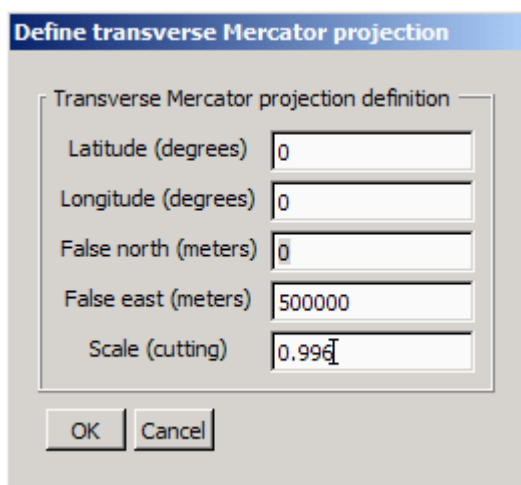 Define transverse Mercator projection
Transverse Mercator projection definition
Latitude (degrees) 0
Longitude (degrees) 0
False north (meters) 0
False east (meters) 500000
Scale (cutting) 0.996
OK Cancel